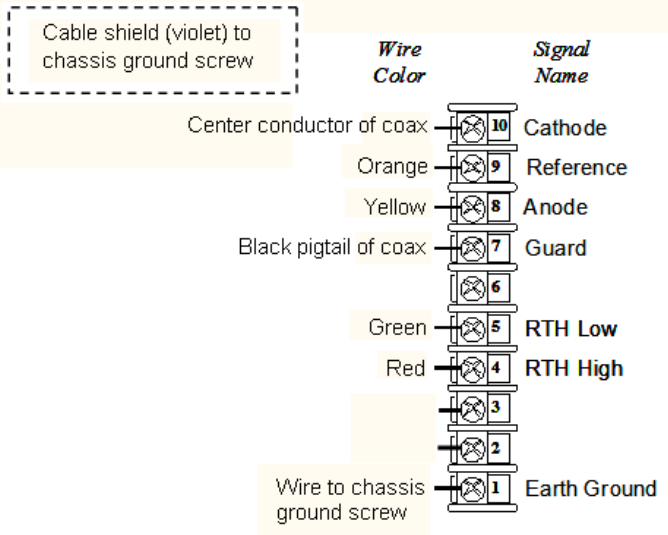 Cable shield (violet) to
chassis ground screw
Wire
Color
Signal
Name
Center conductor of coax 10 Cathode
Orange 9 Reference
Yellow 8 Anode
Black pigtail of coax 7 Guard
6
Green 5 RTH Low
Red 4 RTH High
3
2
Wire to chassis
ground screw
1 Earth Ground